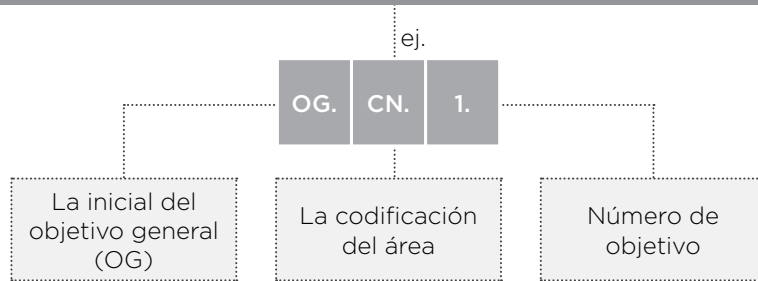 ej.
OG. CN. 1.
La inicial del
objetivo general
(OG)
La codificación
del área
Número de
objetivo